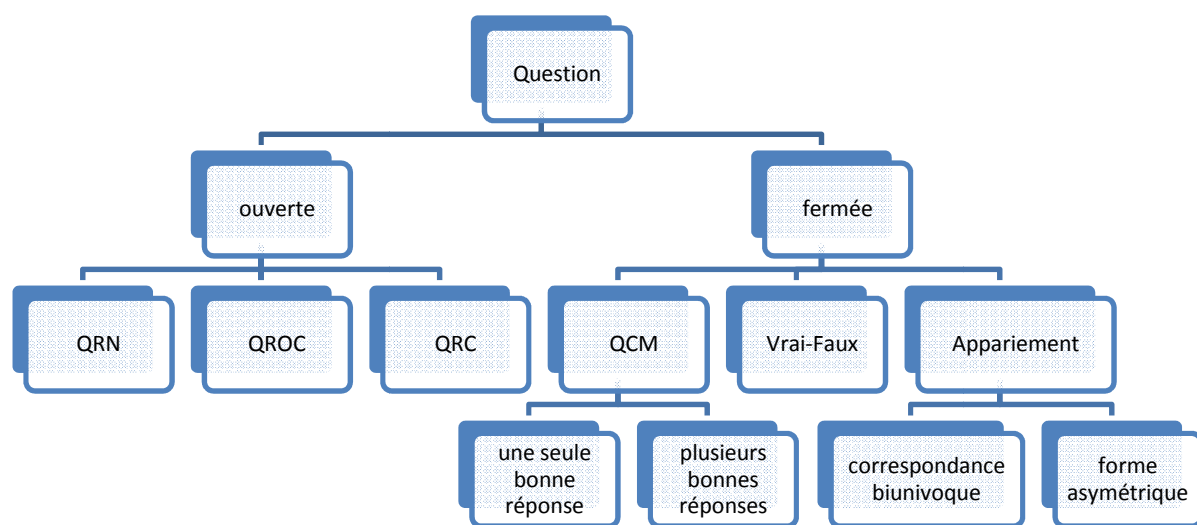 Question
ouverte
fermée
QRN
QROC
QRC
QCM
Vrai-Faux
Appariement
une seule
bonne
réponse
plusieurs
bonnes
réponses
correspondance
biunivoque
forme
asymétrique